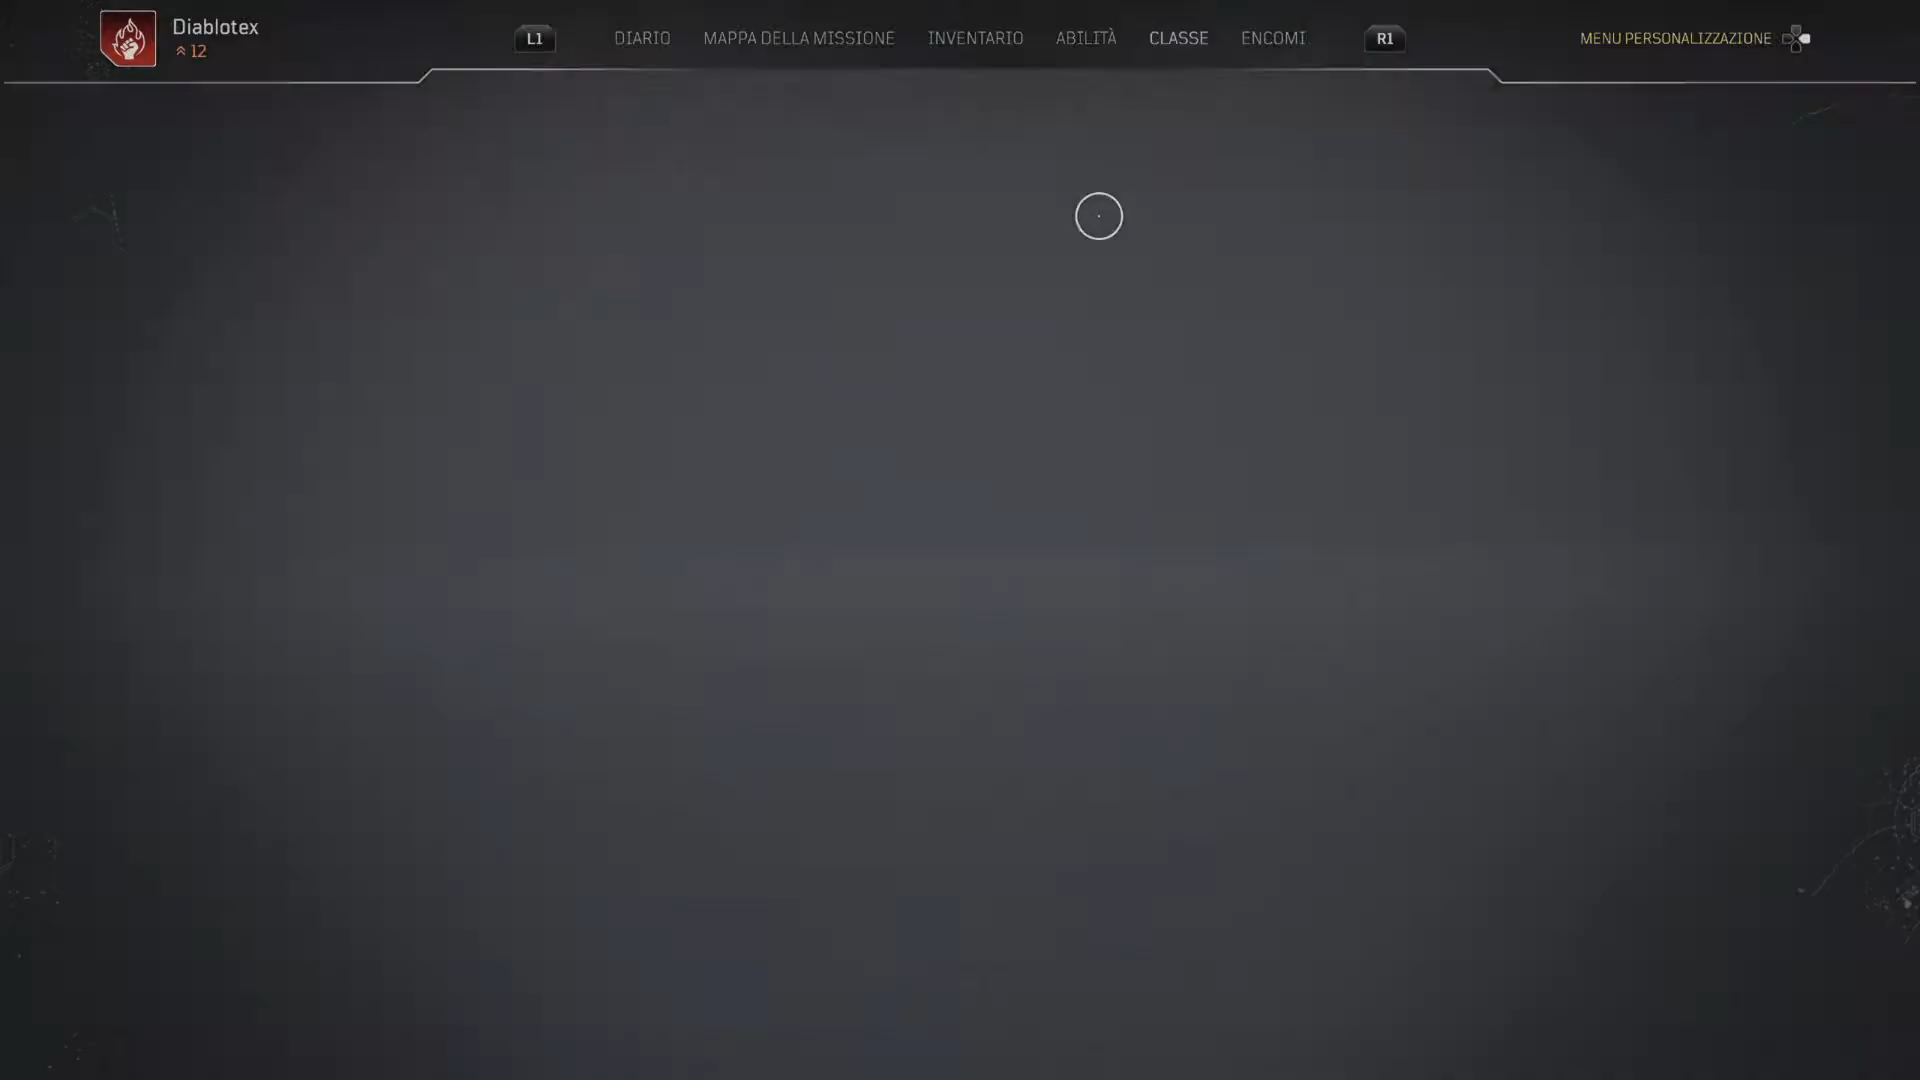 Diablotex
12
L1
DIARIO
MAPPA DELLA MISSIONE
INVENTARIO
ABILITÀ
CLASSE
ENCOMI
R1
MENU PERSONALIZZAZIONE